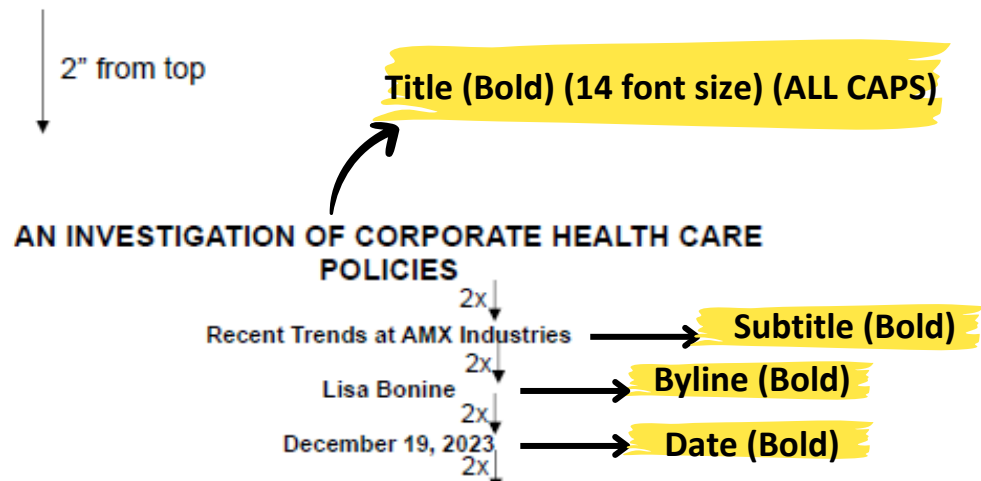 2” from top
Title (Bold) (14 font size) (ALL CAPS)
AN INVESTIGATION OF CORPORATE HEALTH CARE
POLICIES
2x
Recent Trends at AMX Industries
Subtitle (Bold)
2x
Lisa Bonine
Byline (Bold)
2x
December 19, 2023
Date (Bold)
2x